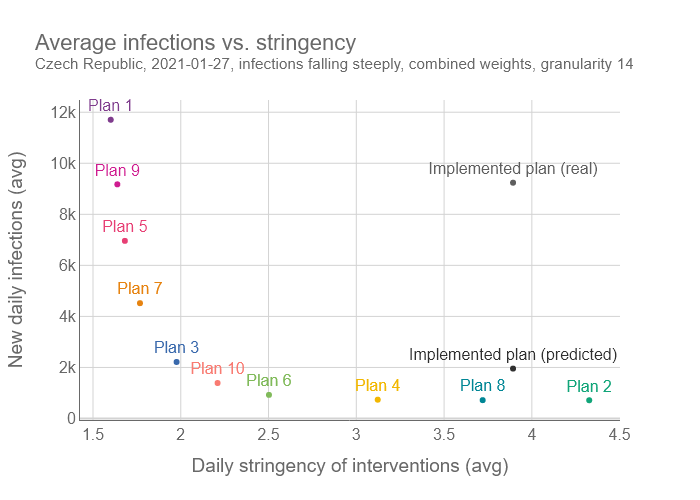 Average infections vs. stringency
Czech Republic, 2021-01-27, infections falling steeply, combined weights, granularity 14
12k
Plan 1
10k
Plan 9
Implemented plan (real)
8k
Plan 5
6k
Plan 7
4k
Plan 3
Implemented plan (predicted)
2k
Plan 10
Plan 6
Plan 4
Plan 8
Plan 2
0
1.5
2
2.5
3
3.5
4
4.5
New daily infections (avg)
Daily stringency of interventions (avg)